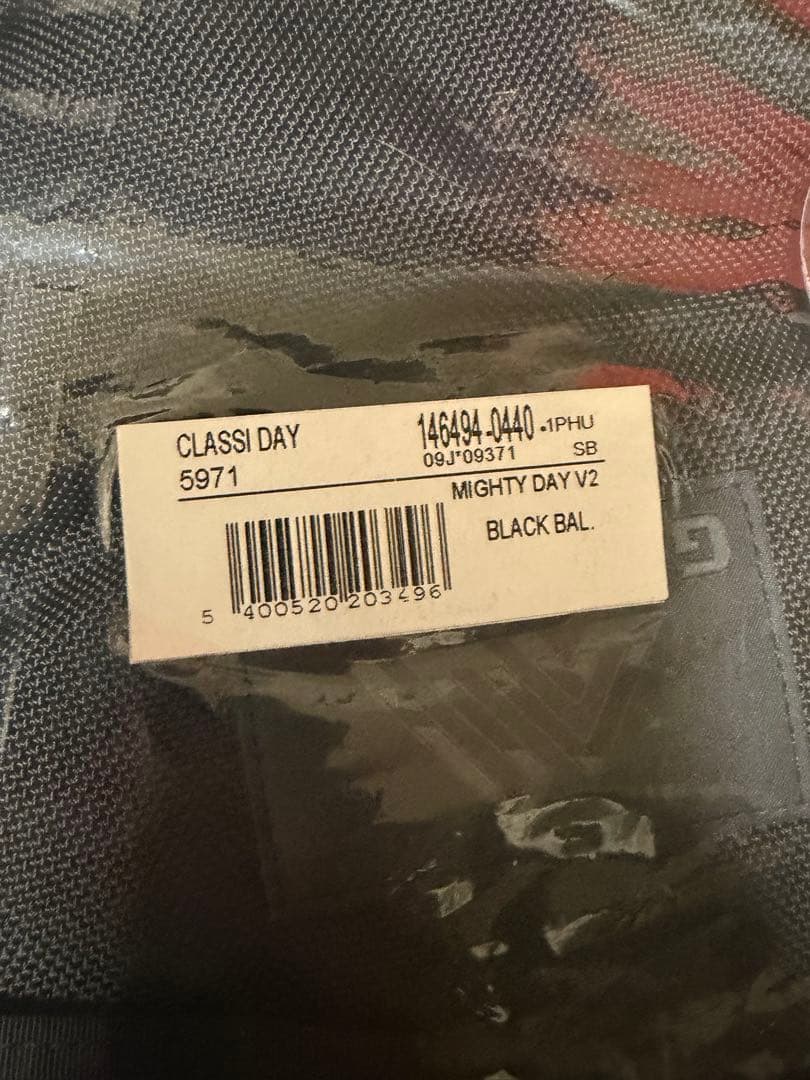 CLASSI DAY
5971
146494-0440 -1PHU
09J*09371 SB
MIGHTY DAY V2
BLACK BAL.
5 400520 203496
G